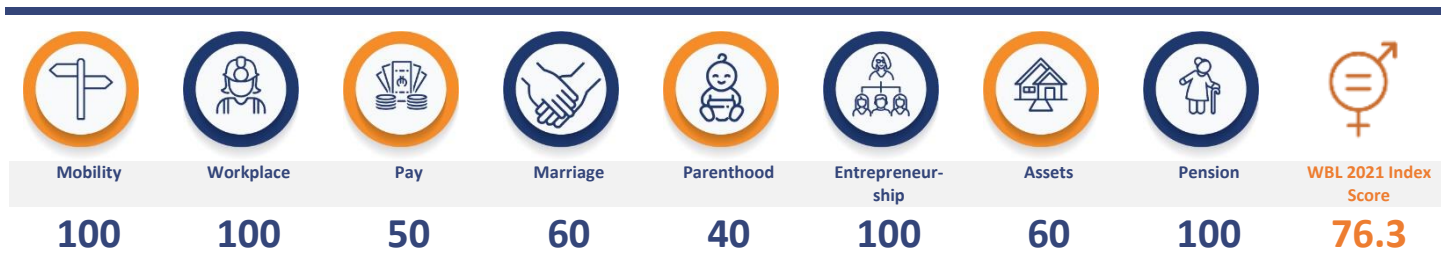 Mobility Workplace Pay Marriage Parenthood Entrepreneur- Assets Pension WBL 2021 Index
ship Score
100 100 50 60 40 100 60 100 76.3